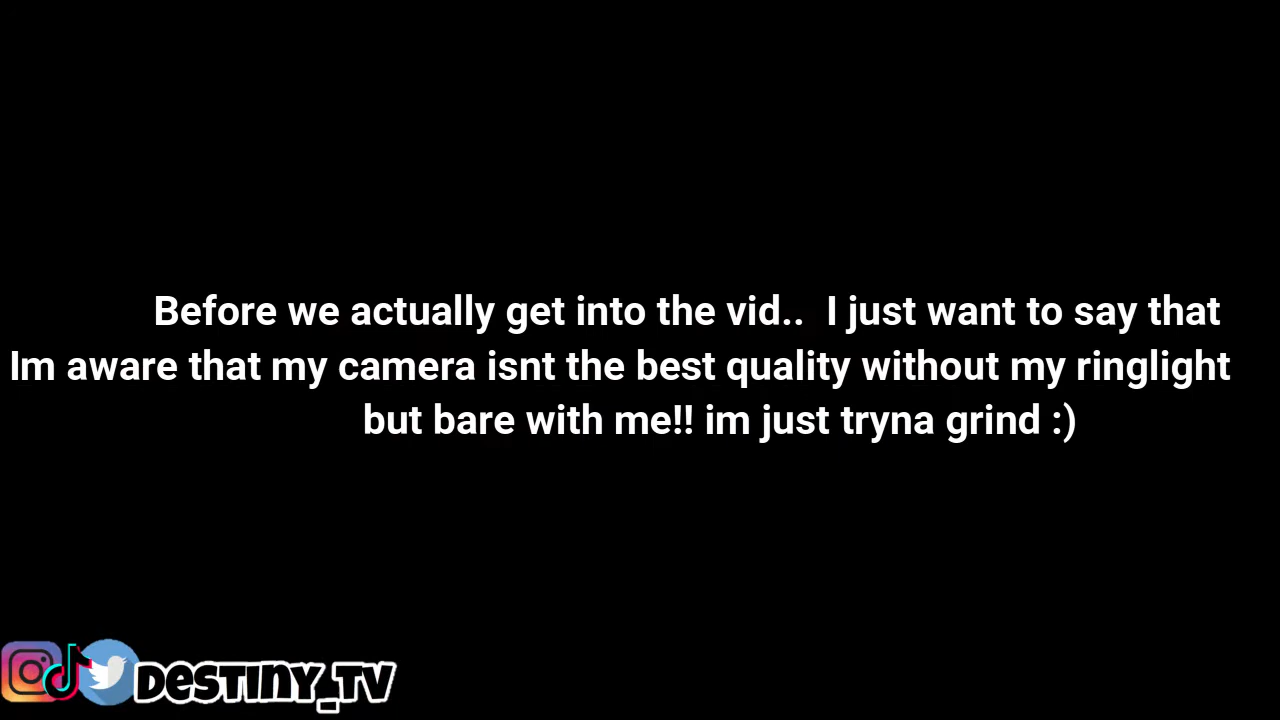 Before we actually get into the vid..  I just want to say that
Im aware that my camera isnt the best quality without my ringlight
but bare with me!! im just tryna grind :)
DESTINY_TV